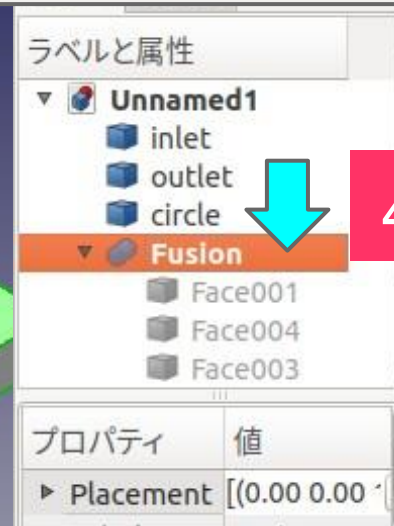 ラベルと属性
Unnamed1
inlet
outlet
circle
4
Fusion
Face001
Face004
Face003
プロパティ 値
Placement [(0.00 0.00